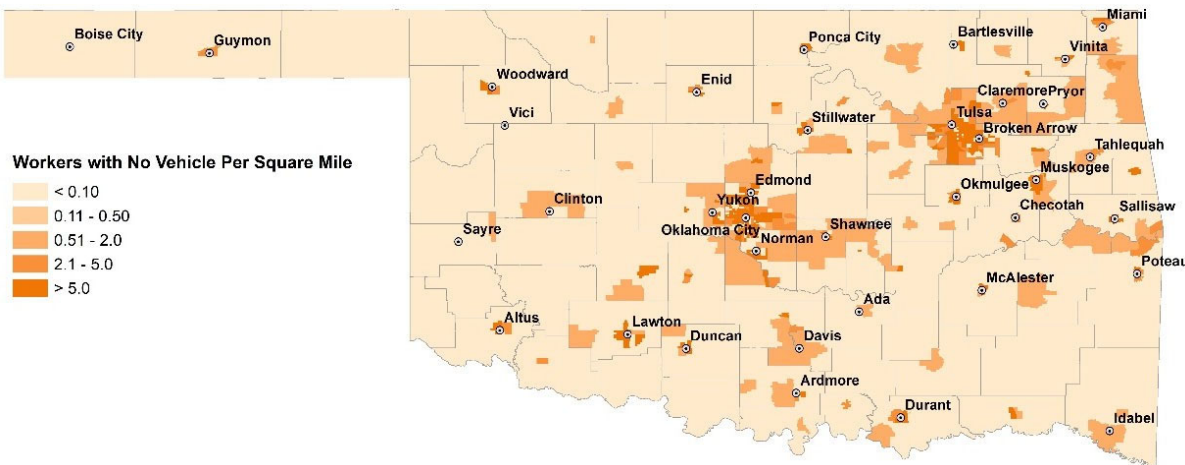 Boise City
Guymon
Woodward
Vici
Enid
Ponca City
Bartlesville
Miami
Vinita
Claremore
Pryor
Tulsa
Broken Arrow
Stillwater
Tahlequah
Muskogee
Workers with No Vehicle Per Square Mile
< 0.10
0.11 - 0.50
0.51 - 2.0
2.1 - 5.0
> 5.0
Clinton
Sayre
Edmond
Yukon
Oklahoma City
Norman
Shawnee
Okmulgee
Checotah
Sallisaw
Poteau
McAlester
Ada
Altus
Lawton
Duncan
Davis
Ardmore
Durant
Idabel